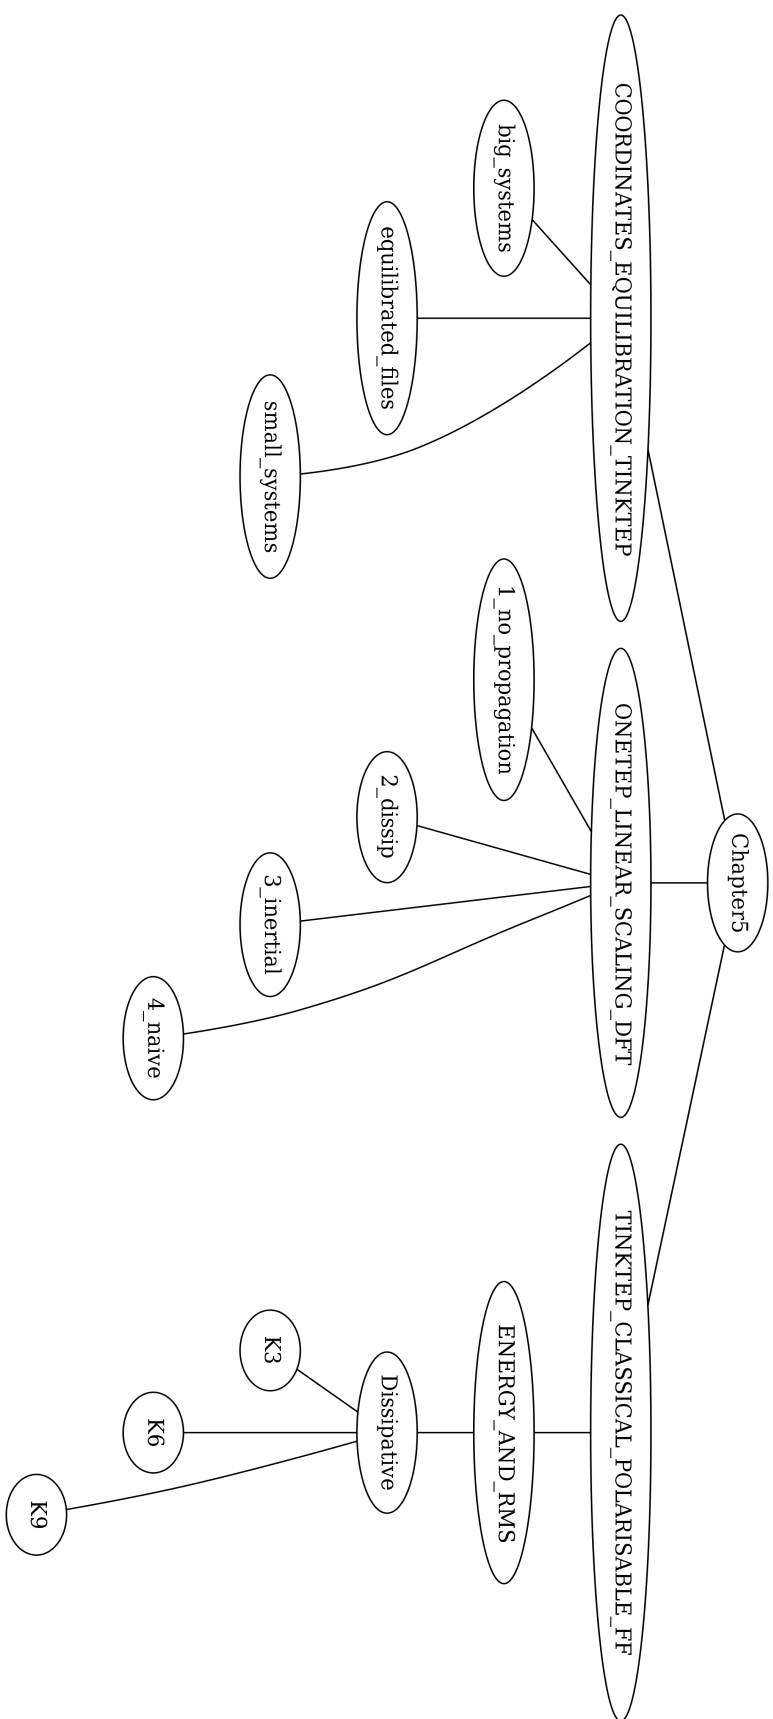 Chapter5
COORDINATES_EQUILIBRATION_TINKTEP
ONETEP_LINEAR_SCALING_DFT
TINKTEP_CLASSICAL_POLARISABLE_FF
big_systems
1_no_propagation
ENERGY_AND_RMS
equilibrated_files
2_dissip
Dissipative
small_systems
3_inertial
K3
4_naive
K6
K9